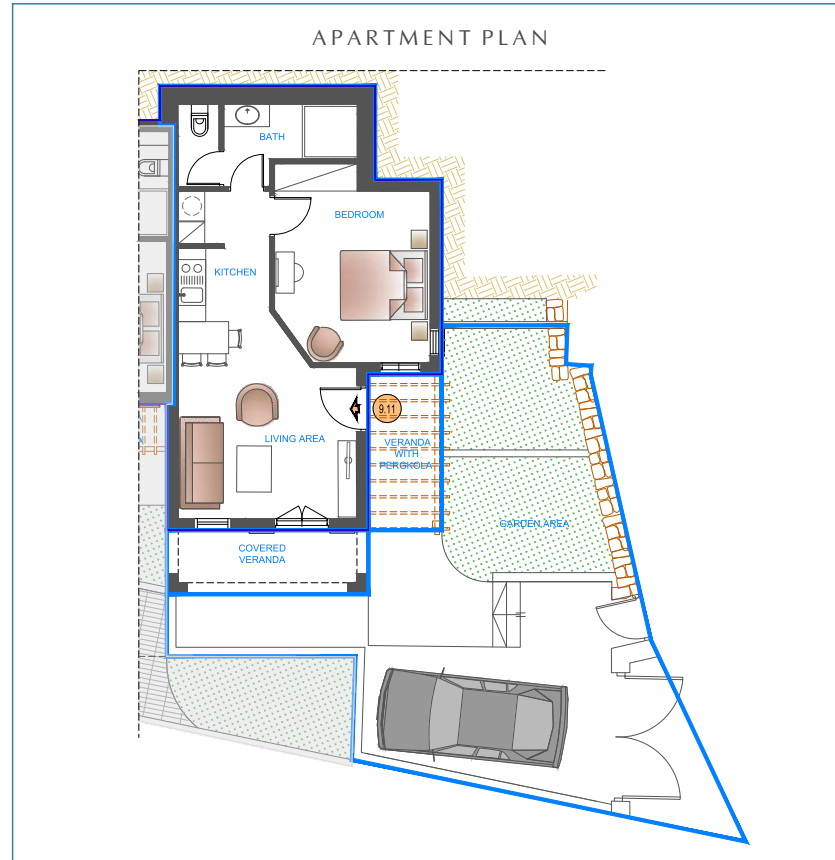 APARTMENT PLAN
BATH
BEDROOM
KITCHEN
9.11
LIVING AREA
VERANDA
WITH
PERGKOLA
GARDEN AREA
COVERED
VERANDA